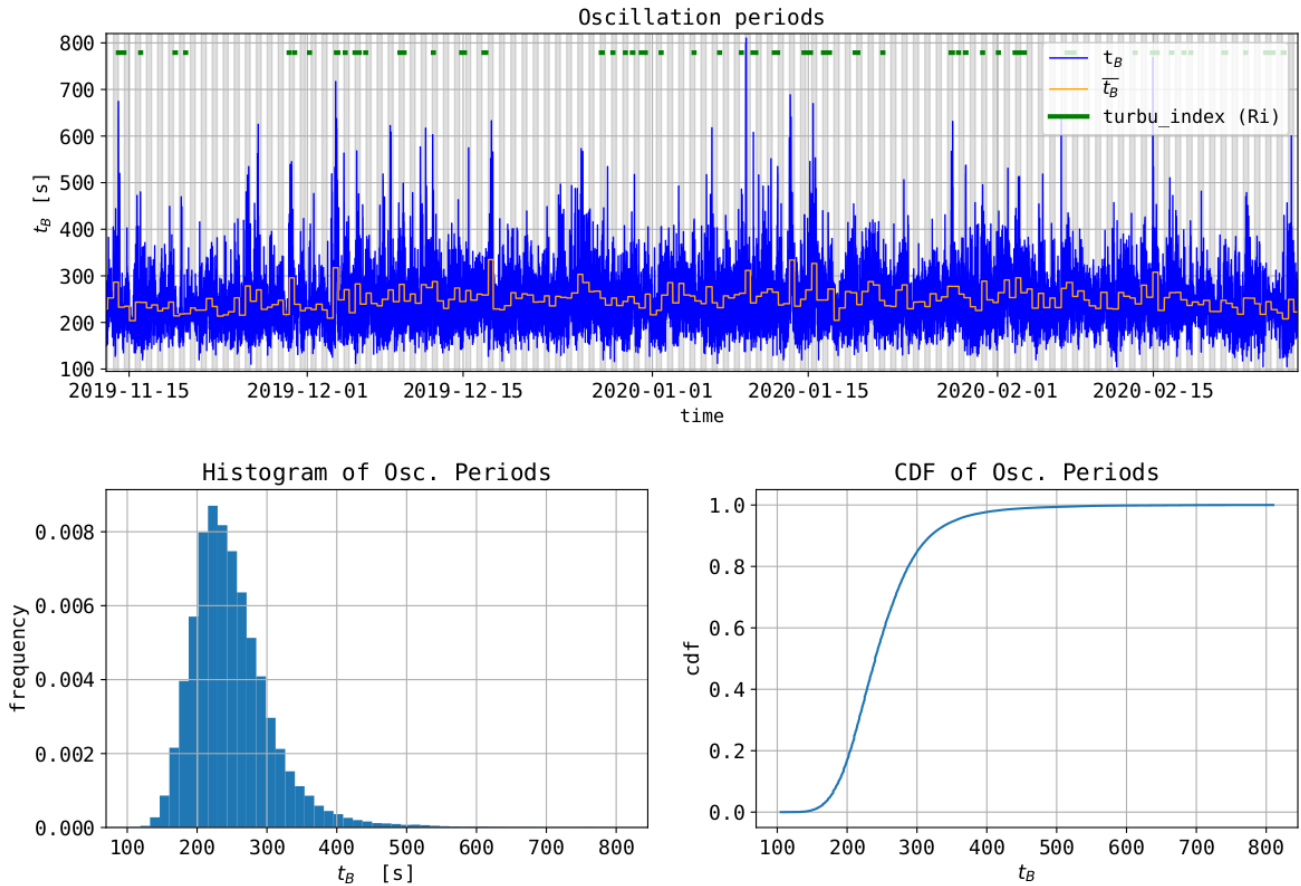 Oscillation periods
800
700
600
500
400
300
200
100
t_B [s]
t_B
t̅_B
turbu_index (Ri)
2019-11-15 2019-12-01 2019-12-15 2020-01-01 2020-01-15 2020-02-01 2020-02-15
time
Histogram of Osc. Periods
0.008
0.006
0.004
0.002
0.000
frequency
100 200 300 400 500 600 700 800
t_B [s]
CDF of Osc. Periods
1.0
0.8
0.6
0.4
0.2
0.0
cdf
100 200 300 400 500 600 700 800
t_B